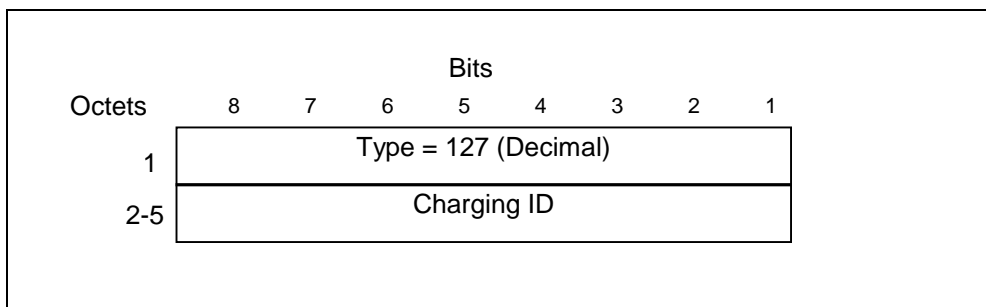 Bits
Octets 8 7 6 5 4 3 2 1
1 Type = 127 (Decimal)
2-5 Charging ID